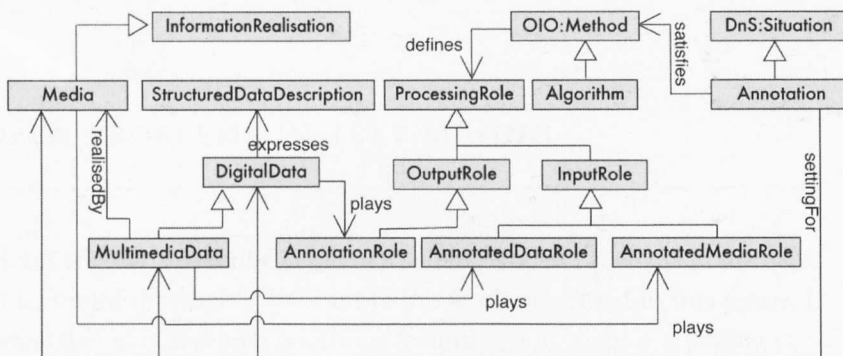 InformationRealisation
OIO:Method
DnS:Situation
defines
satisfies
Media
StructuredDataDescription
ProcessingRole
Algorithm
Annotation
realisedBy
expresses
settingFor
DigitalData
OutputRole
InputRole
plays
MultimediaData
AnnotationRole
AnnotatedDataRole
AnnotatedMediaRole
plays
plays